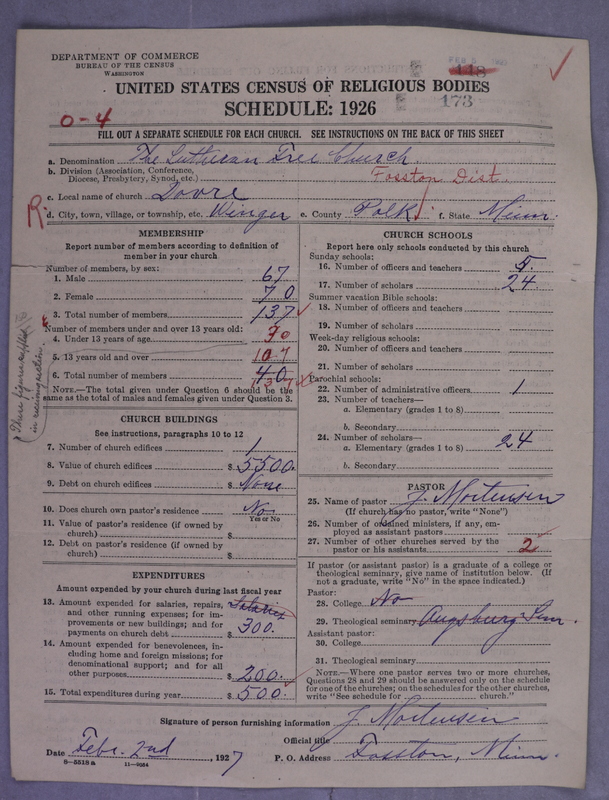 DEPARTMENT OF COMMERCE
BUREAU OF THE CENSUS
WASHINGTON
118
173
UNITED STATES CENSUS OF RELIGIOUS BODIES
SCHEDULE: 1926
O-4
FILL OUT A SEPARATE SCHEDULE FOR EACH CHURCH. SEE INSTRUCTIONS ON THE BACK OF THIS SHEET
a. Denomination The Lutheran Free Church
b. Division (Association, Conference, Diocese, Presbytery, Synod, etc.) Fosston Dist.
c. Local name of church Dovre
R d. City, town, village, or township, etc. Winger e. County Polk f. State Minn.
MEMBERSHIP
Report number of members according to definition of member in your church
Number of members, by sex:
1. Male 67
2. Female 70
3. Total number of members 137
Number of members under and over 13 years old:
4. Under 13 years of age 30
5. 13 years old and over 107
6. Total number of members 137
NOTE.—The total given under Question 6 should be the
same as the total of males and females given under Question 3.
These figures supplied
in
CHURCH BUILDINGS
See instructions, paragraphs 10 to 12
7. Number of church edifices 1
8. Value of church edifices $5500.
9. Debt on church edifices $None
10. Does church own pastor's residence No
Yes or No
11. Value of pastor's residence (if owned by
church) $
12. Debt on pastor's residence (if owned by
church) $
EXPENDITURES
Amount expended by your church during last fiscal year
13. Amount expended for salaries, repairs, Salaries
and other running expenses; for im-
provements or new buildings; and for
payments on church debt $300.
14. Amount expended for benevolences, in-
cluding home and foreign missions; for
denominational support; and for all
other purposes $200.
15. Total expenditures during year $500.
CHURCH SCHOOLS
Report here only schools conducted by this church
Sunday schools:
16. Number of officers and teachers 5.
17. Number of scholars 24
Summer vacation Bible schools:
18. Number of officers and teachers
19. Number of scholars
Week-day religious schools:
20. Number of officers and teachers
21. Number of scholars
Parochial schools:
22. Number of administrative officers 1
23. Number of teachers—
a. Elementary (grades 1 to 8)
b. Secondary
24. Number of scholars—
a. Elementary (grades 1 to 8) 24
b. Secondary
PASTOR
25. Name of pastor J. Mortensen
(If church has no pastor, write "None")
26. Number of ordained ministers, if any, em-
ployed as assistant pastors
27. Number of other churches served by the
pastor or his assistants 2
If pastor (or assistant pastor) is a graduate of a college or
theological seminary, give name of institution below. (If
not a graduate, write "No" in the space indicated.)
Pastor:
28. College No
29. Theological seminary Augsburg Sem.
Assistant pastor:
30. College
31. Theological seminary
NOTE.—Where one pastor serves two or more churches,
Questions 28 and 29 should be answered only on the schedule
for one of the churches; on the schedules for the other churches,
write "See schedule for church."
Signature of person furnishing information J. Mortensen
Official title
Date Febr. 2nd, 1927 P. O. Address Fosston, Minn.
8—5518 a 11—9954